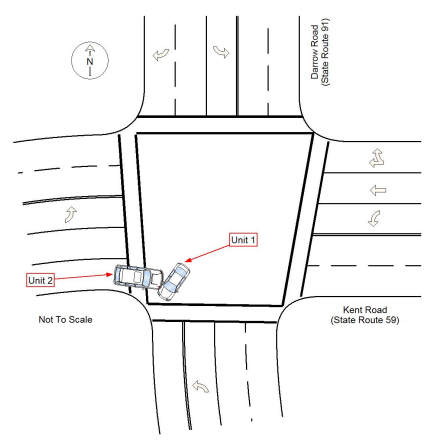 N
Darrow Road
(State Route 91)
Unit 1
Unit 2
Not To Scale
Kent Road
(State Route 59)